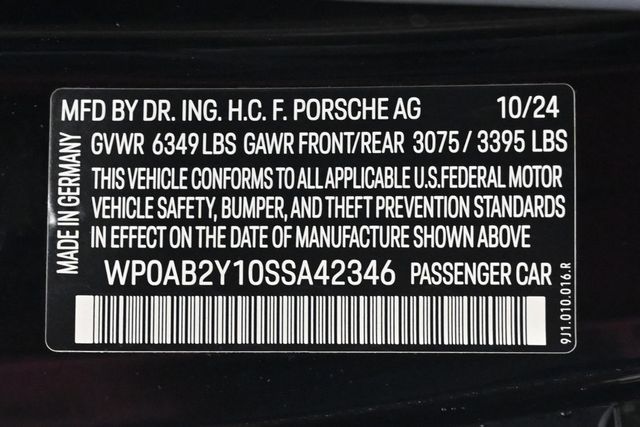 MFD BY DR. ING. H.C. F. PORSCHE AG 10/24
GVWR 6349 LBS GAWR FRONT/REAR 3075 / 3395 LBS
THIS VEHICLE CONFORMS TO ALL APPLICABLE U.S.FEDERAL MOTOR
VEHICLE SAFETY, BUMPER, AND THEFT PREVENTION STANDARDS
IN EFFECT ON THE DATE OF MANUFACTURE SHOWN ABOVE
WP0AB2Y10SSA42346 PASSENGER CAR
MADE IN GERMANY
9J1.010.016.R